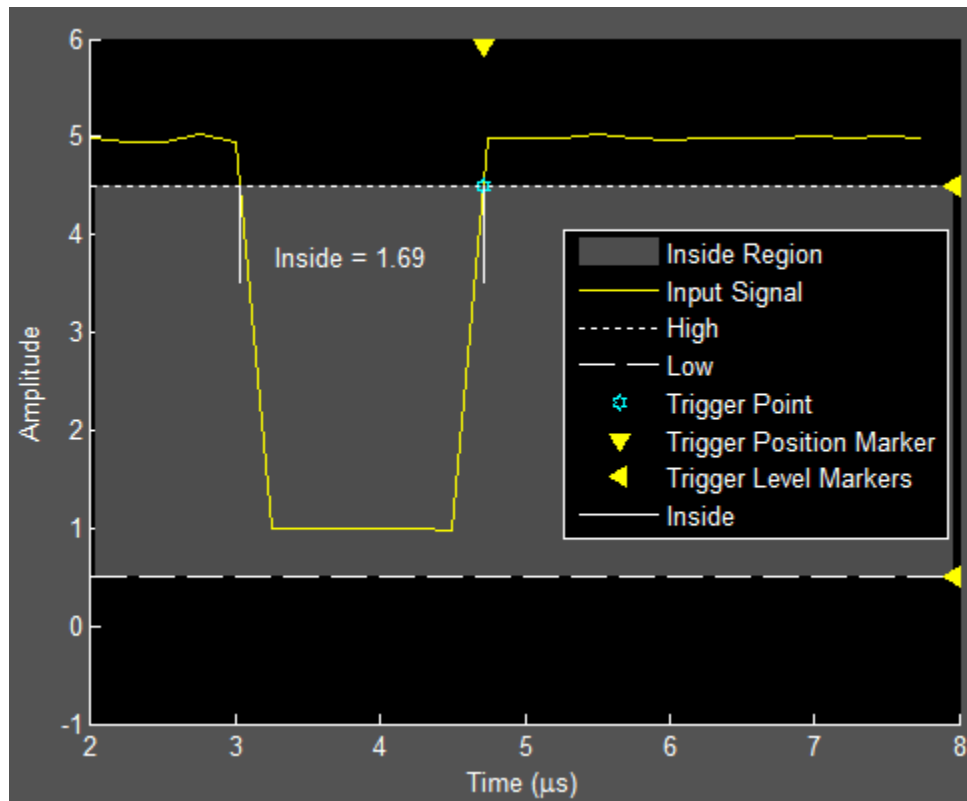 6
5
4
3
2
1
0
-1
Amplitude
Inside = 1.69
Inside Region
Input Signal
High
Low
Trigger Point
Trigger Position Marker
Trigger Level Markers
Inside
2 3 4 5 6 7 8
Time (μs)